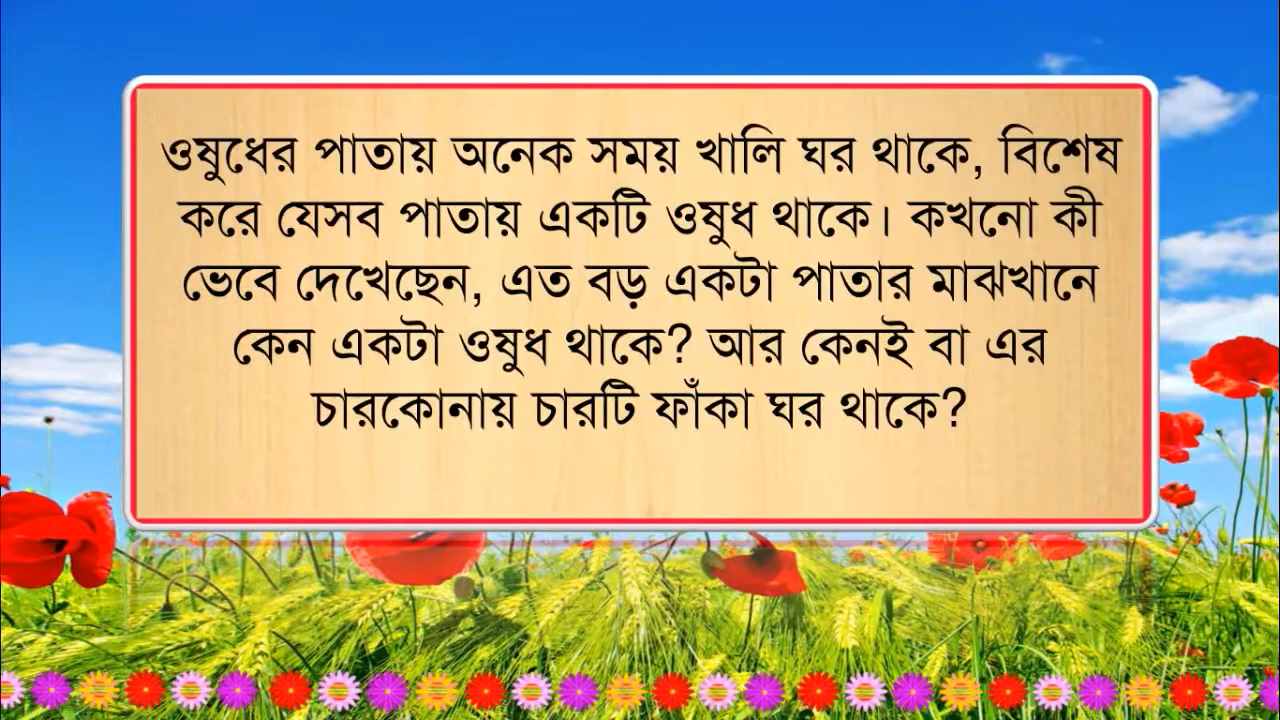 ওষুধের পাতায় অনেক সময় খালি ঘর থাকে, বিশেষ
করে যেসব পাতায় একটি ওষুধ থাকে। কখনো কী
ভেবে দেখেছেন, এত বড় একটা পাতার মাঝখানে
কেন একটা ওষুধ থাকে? আর কেনই বা এর
চারকোনায় চারটি ফাঁকা ঘর থাকে?